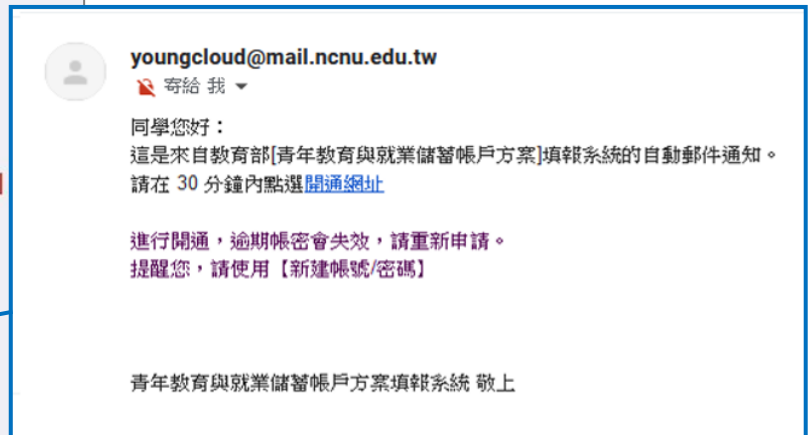 youngcloud@mail.ncnu.edu.tw
寄給 我
同學您好：
這是來自教育部[青年教育與就業儲蓄帳戶方案]填報系統的自動郵件通知。
請在 30 分鐘內點選開通網址
進行開通，逾期帳密會失效，請重新申請。
提醒您，請使用【新建帳號/密碼】
青年教育與就業儲蓄帳戶方案填報系統 敬上